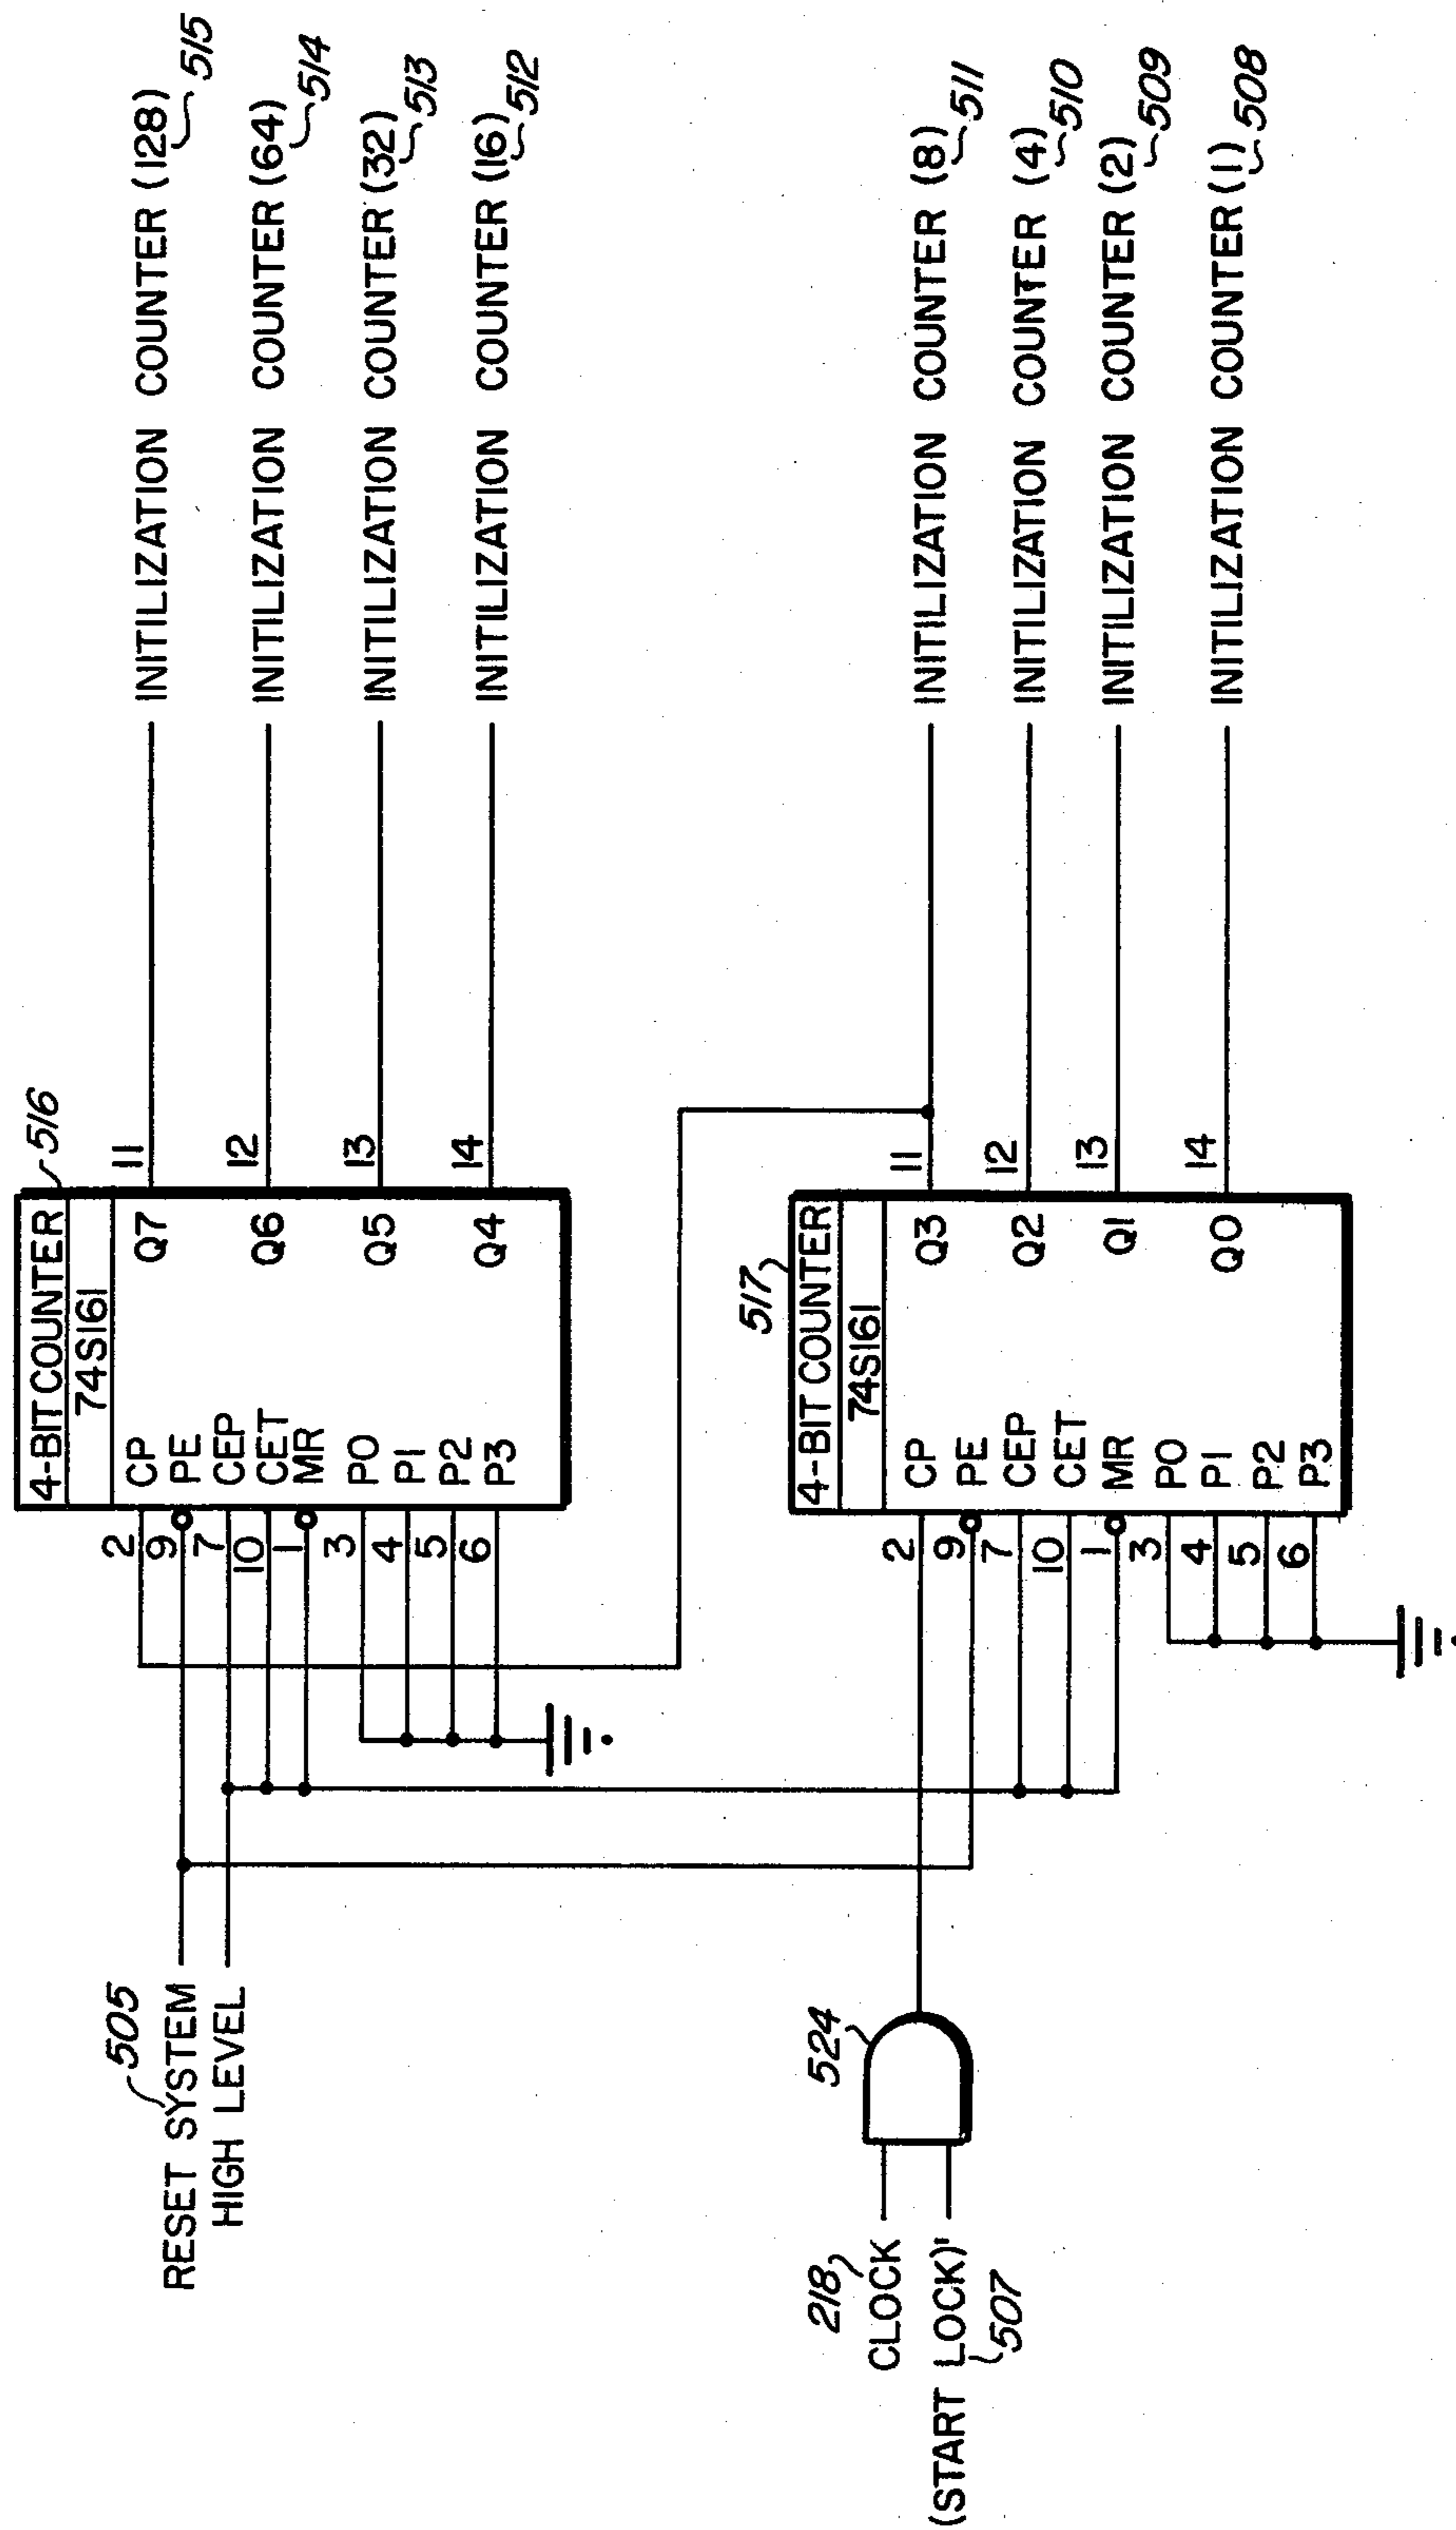 505
RESET SYSTEM
HIGH LEVEL
516
4-BIT COUNTER
74S161
2 CP
9 PE
7 CEP
10 CET
1 MR
3 P0
4 P1
5 P2
6 P3
Q7 11
Q6 12
Q5 13
Q4 14
INITILIZATION COUNTER (128) 515
INITILIZATION COUNTER (64) 514
INITILIZATION COUNTER (32) 513
INITILIZATION COUNTER (16) 512
218
CLOCK
(START LOCK)'
507
524
517
4-BIT COUNTER
74S161
2 CP
9 PE
7 CEP
10 CET
1 MR
3 P0
4 P1
5 P2
6 P3
Q3 11
Q2 12
Q1 13
Q0 14
INITILIZATION COUNTER (8) 511
INITILIZATION COUNTER (4) 510
INITILIZATION COUNTER (2) 509
INITILIZATION COUNTER (1) 508